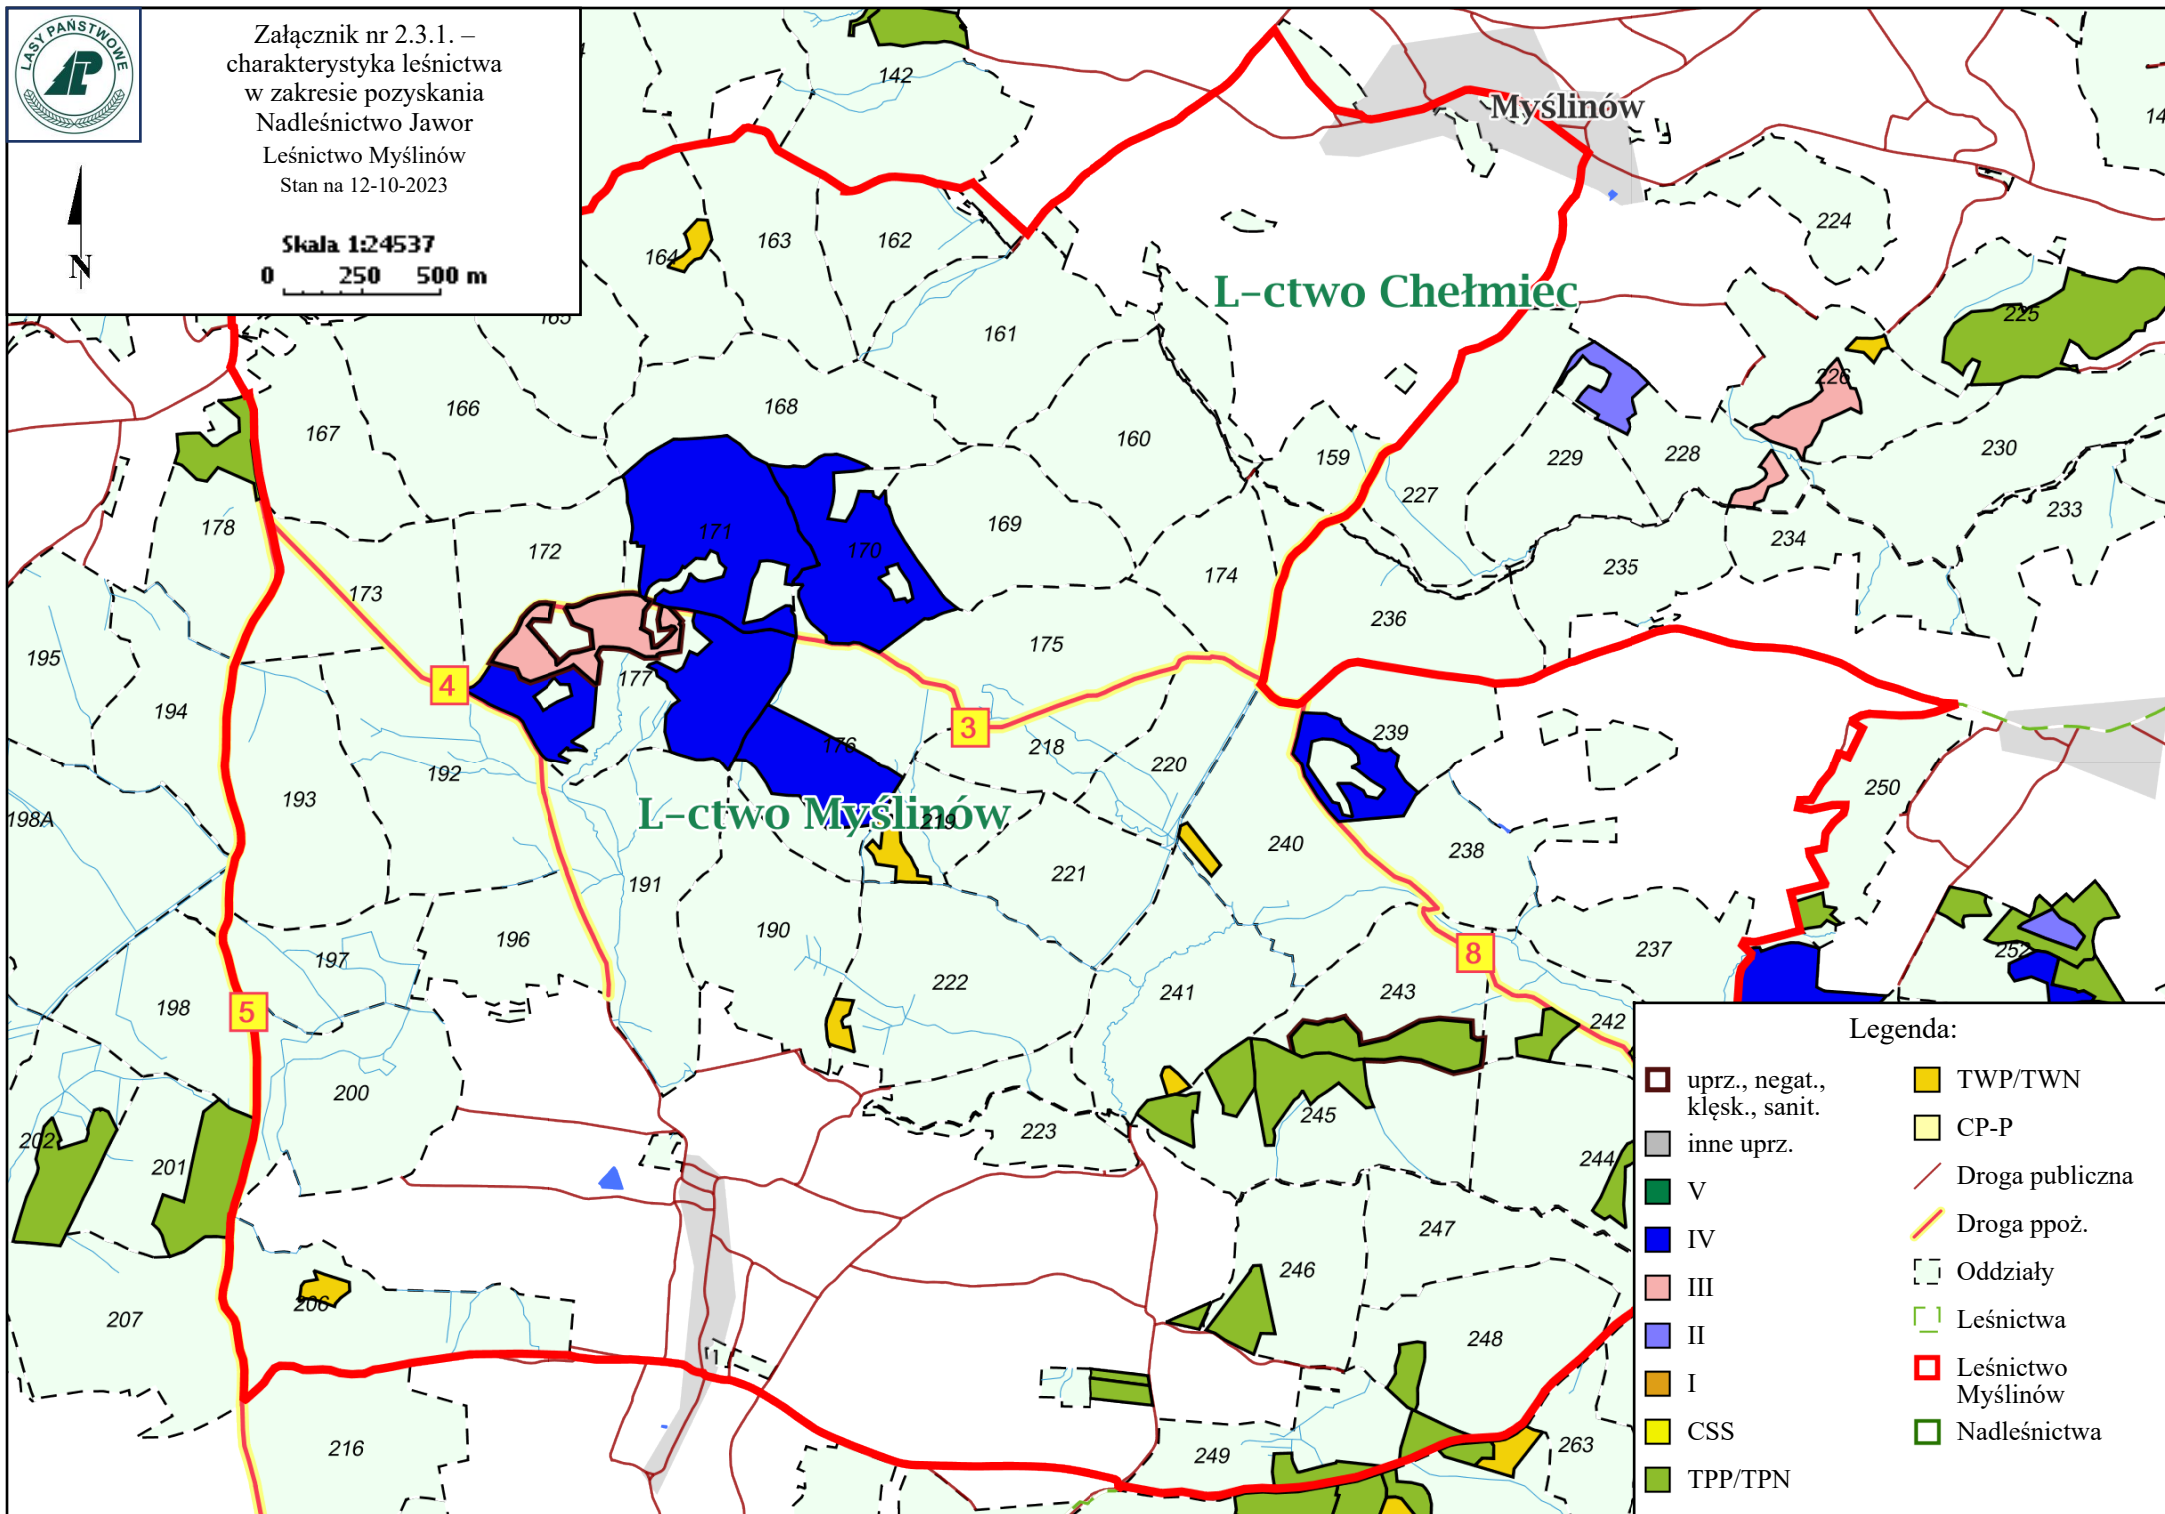 LASY PAŃSTWOWE
Załącznik nr 2.3.1. –
charakterystyka leśnictwa
w zakresie pozyskania
Nadleśnictwo Jawor
Leśnictwo Myślinów
Stan na 12-10-2023
N
Skala 1:24537
0 250 500 m
142
Myślinów
224
164
163
162
L-ctwo Chełmiec
225
165
161
226
166
167
168
160
159
229
228
230
227
178
172
171
170
169
174
233
234
235
173
236
195
194
4
177
175
3
176
218
220
239
192
193
250
198A
L-ctwo Myślinów
219
221
240
238
191
190
196
197
222
241
8
237
252
243
242
198
5
200
202
201
223
245
244
247
246
207
206
248
216
249
263
Legenda:
uprz., negat.,
klęsk., sanit.
inne uprz.
V
IV
III
II
I
CSS
TPP/TPN
TWP/TWN
CP-P
Droga publiczna
Droga ppoż.
Oddziały
Leśnictwa
Leśnictwo
Myślinów
Nadleśnictwa